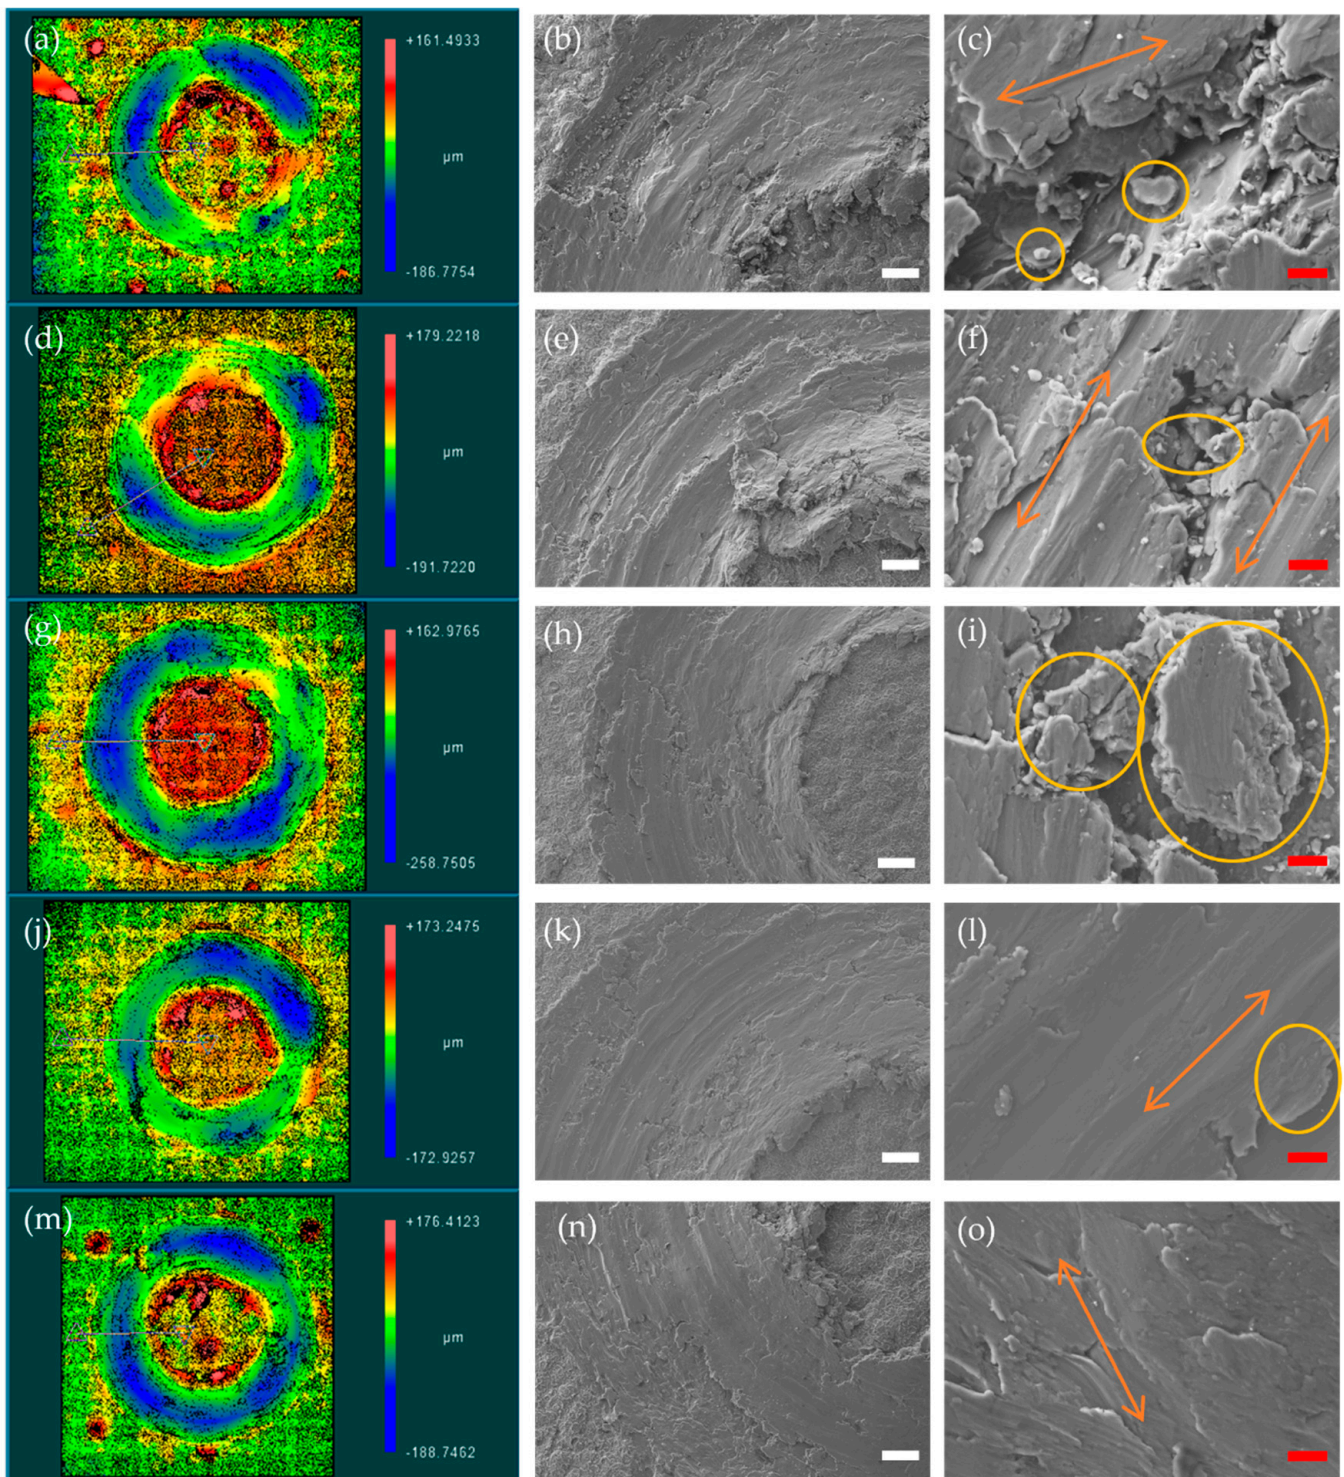 (a)
+161.4933
µm
-186.7754
(b)
(c)
(d)
+179.2218
µm
-191.7220
(e)
(f)
(g)
+162.9765
µm
-258.7505
(h)
(i)
(j)
+173.2475
µm
-172.9257
(k)
(l)
(m)
+176.4123
µm
-188.7462
(n)
(o)